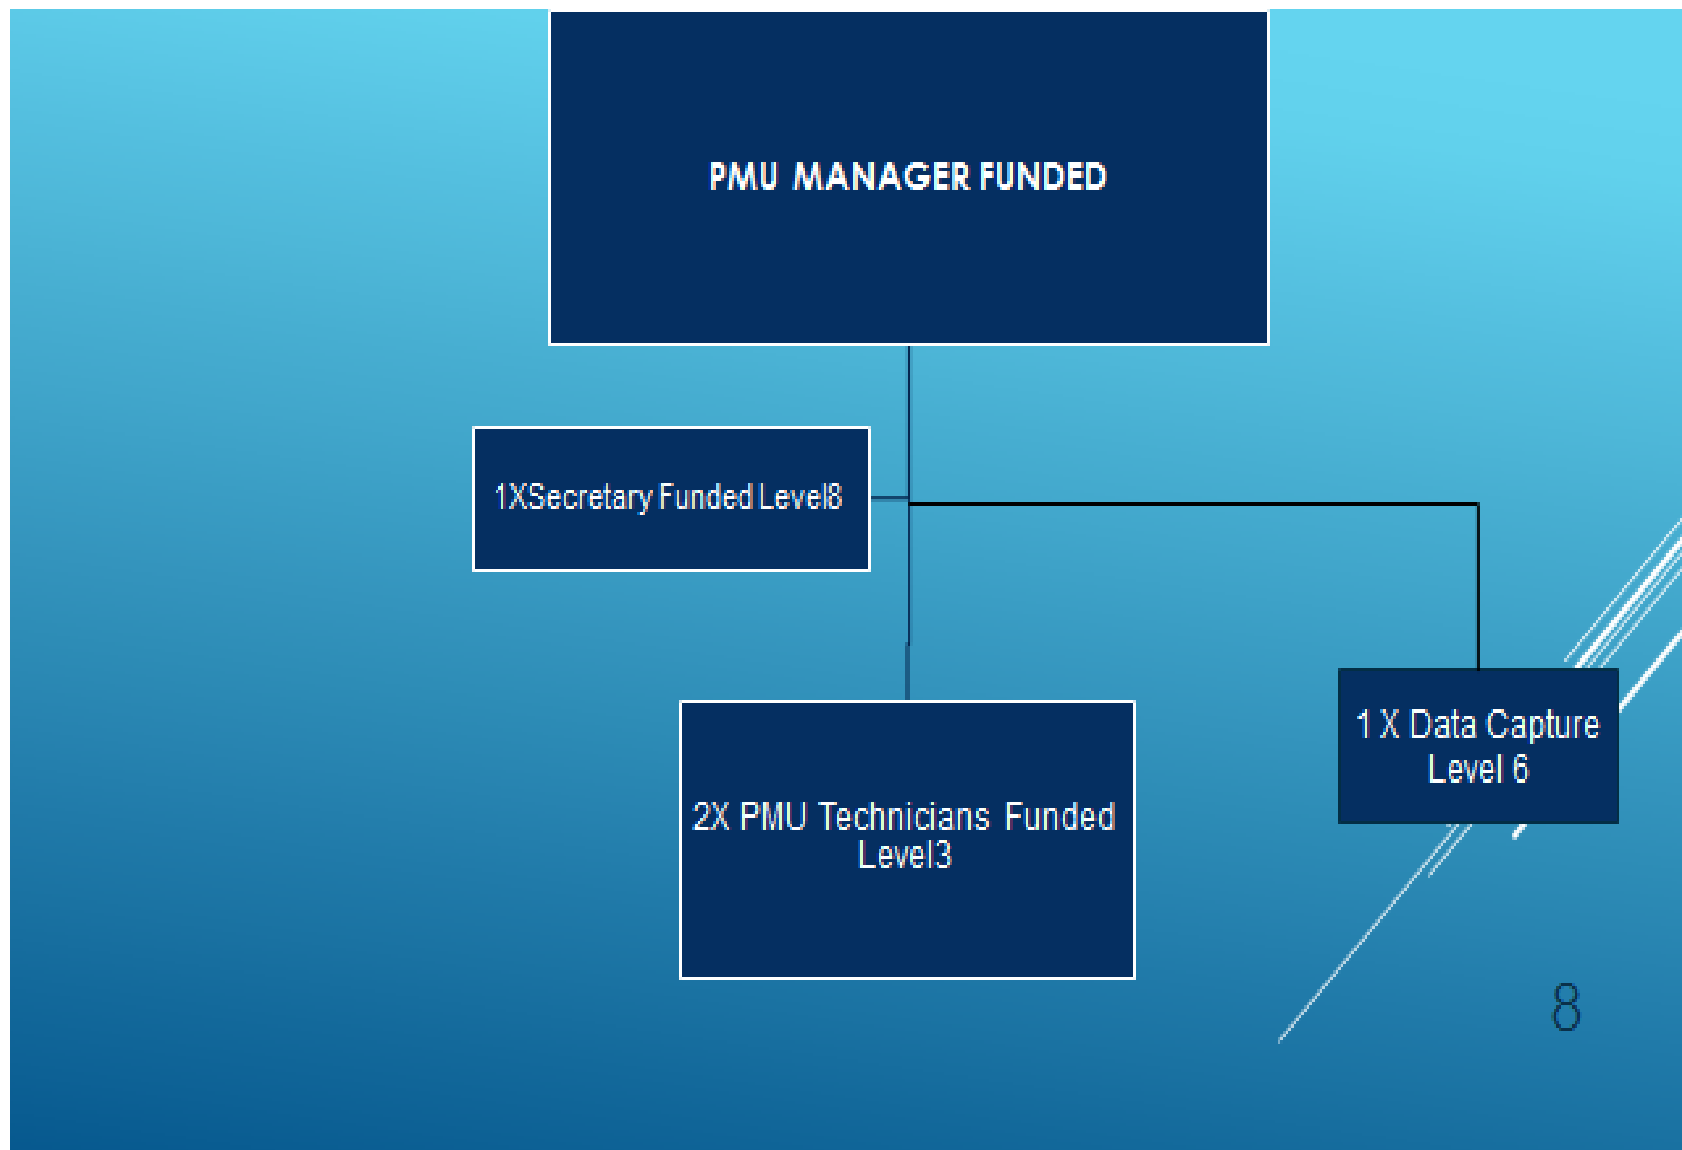 PMU MANAGER FUNDED
1XSecretary Funded Level8
1 X Data Capture
Level 6
2X PMU Technicians Funded
Level3
8